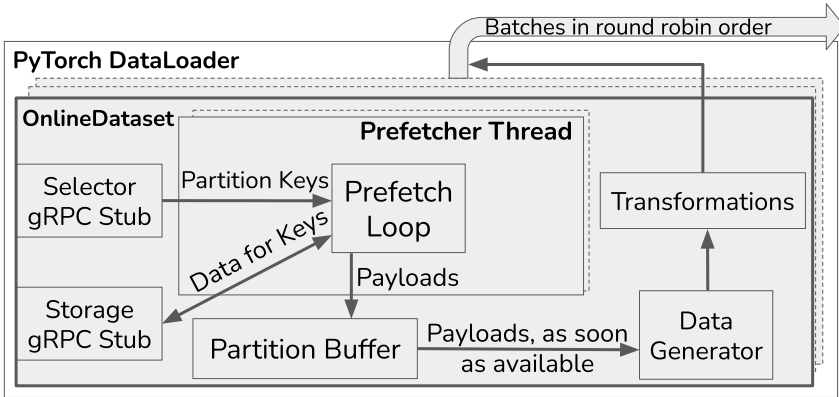 Batches in round robin order
PyTorch DataLoader
OnlineDataset
Prefetcher Thread
Selector
gRPC Stub
Partition Keys
Prefetch
Loop
Transformations
Data for Keys
Payloads
Storage
gRPC Stub
Partition Buffer
Payloads, as soon
as available
Data
Generator